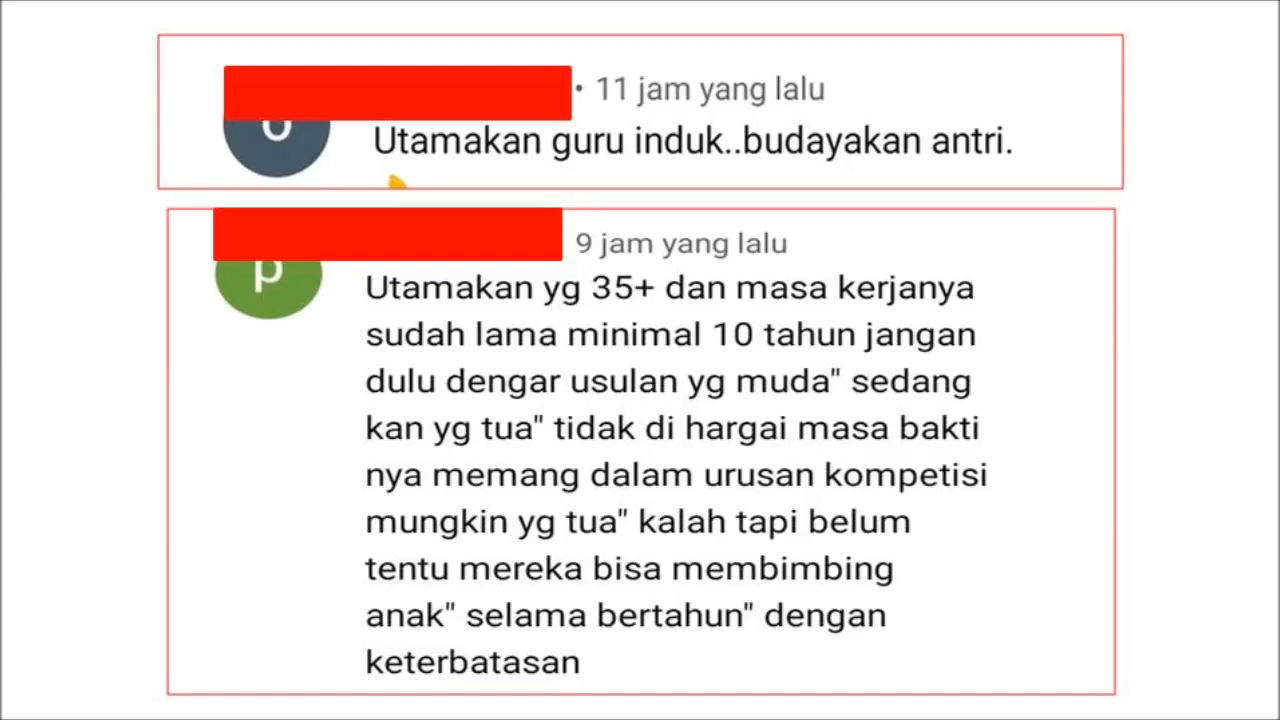 • 11 jam yang lalu
Utamakan guru induk..budayakan antri.
9 jam yang lalu
p
Utamakan yg 35+ dan masa kerjanya
sudah lama minimal 10 tahun jangan
dulu dengar usulan yg muda" sedang
kan yg tua" tidak di hargai masa bakti
nya memang dalam urusan kompetisi
mungkin yg tua" kalah tapi belum
tentu mereka bisa membimbing
anak" selama bertahun" dengan
keterbatasan